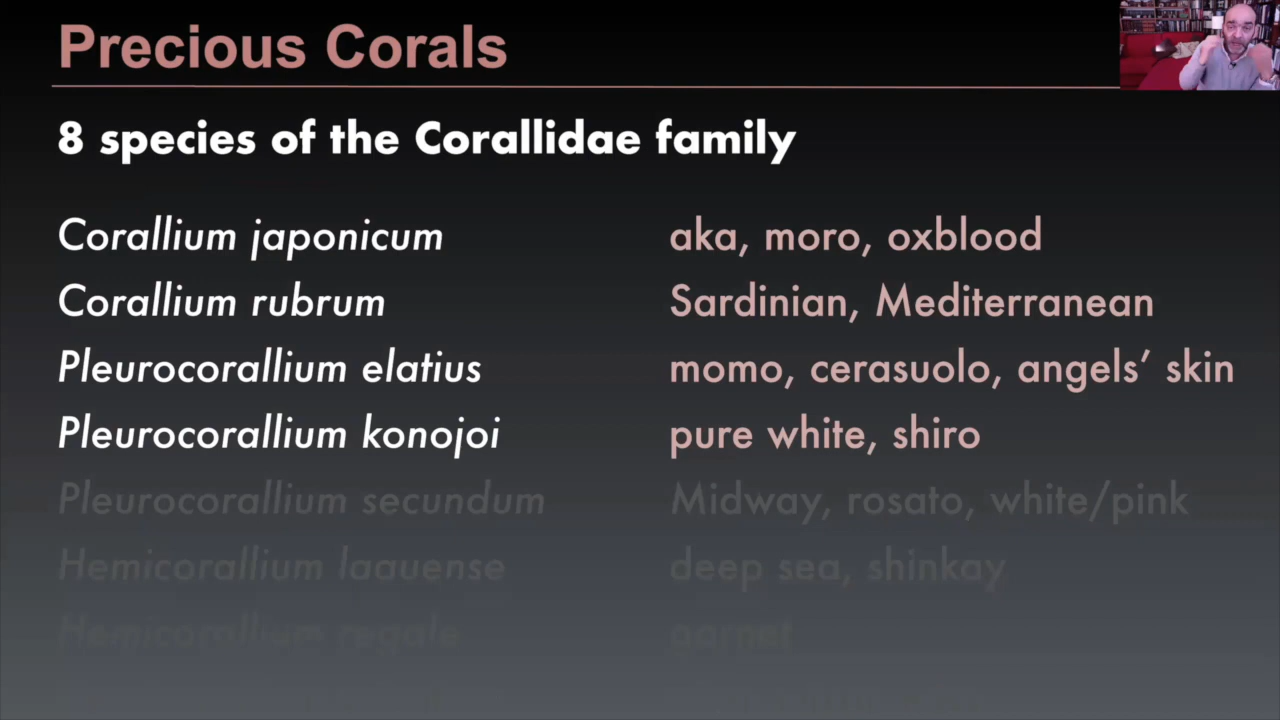 Precious Corals
8 species of the Corallidae family
Corallium japonicum aka, moro, oxblood
Corallium rubrum Sardinian, Mediterranean
Pleurocorallium elatius momo, cerasuolo, angels’ skin
Pleurocorallium konojoi pure white, shiro
Pleurocorallium secundum Midway, rosato, white/pink
Hemicorallium laauense deep sea, shinkay
Hemicorallium regale garnet